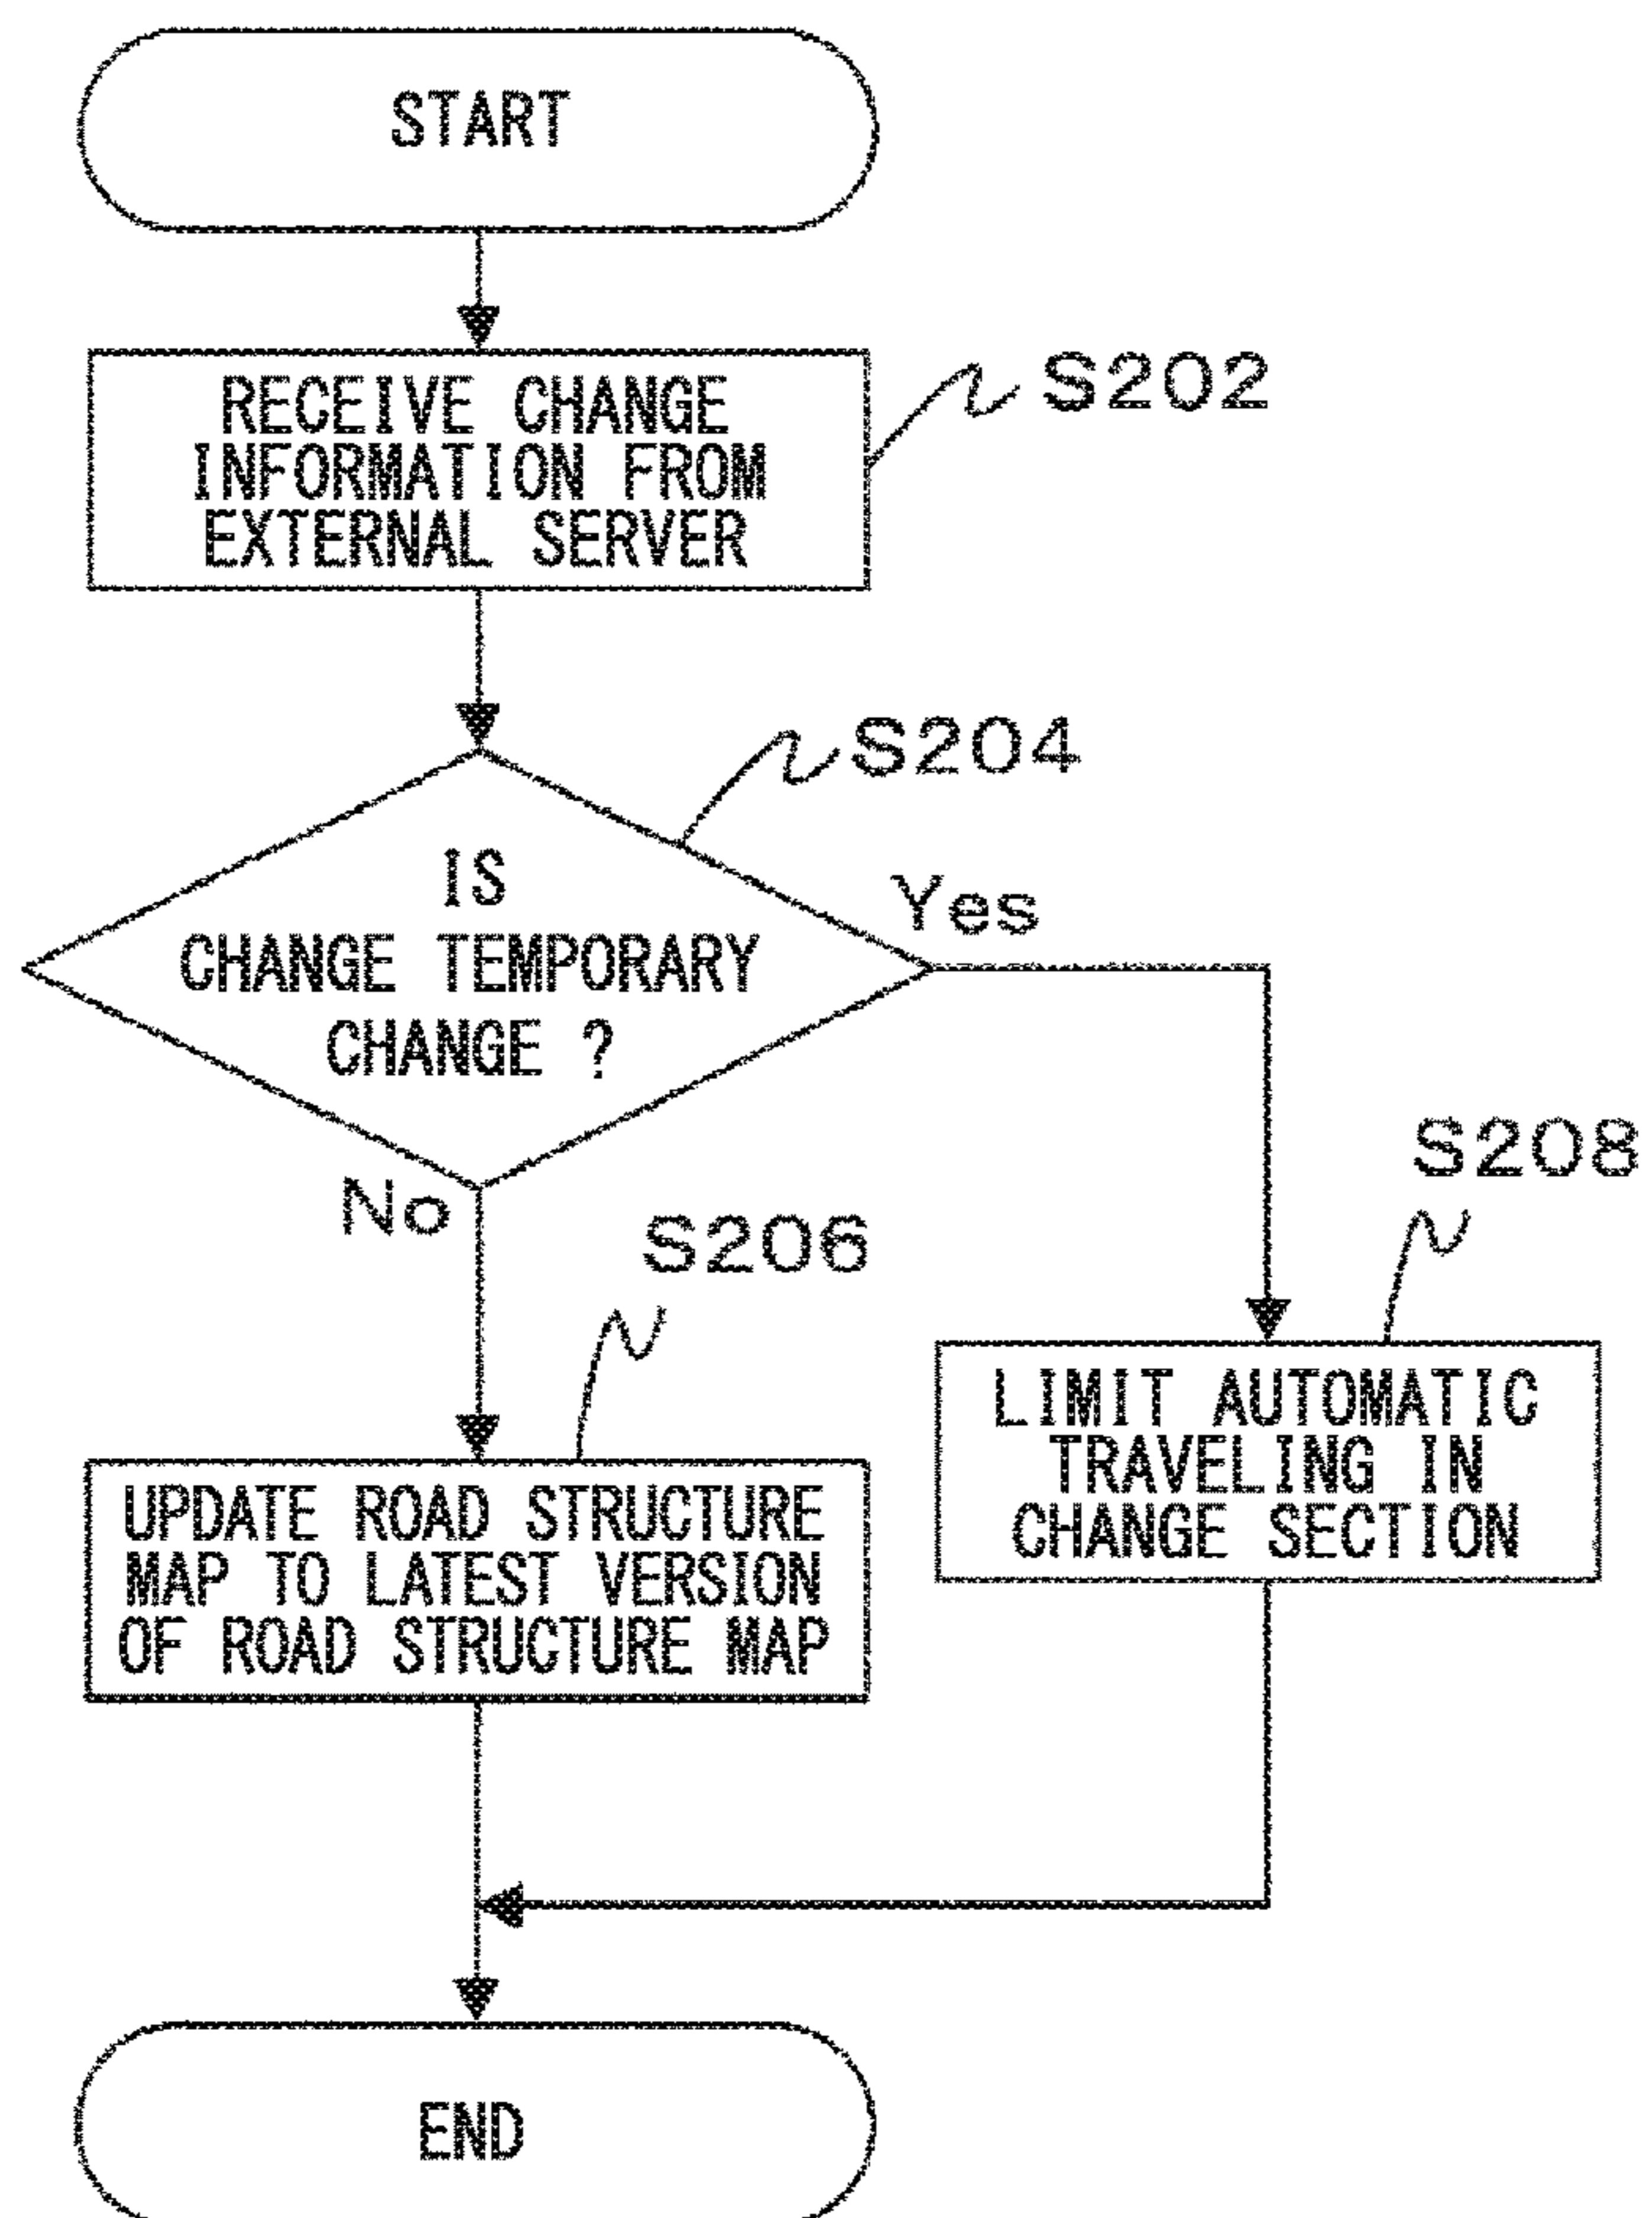 START
RECEIVE CHANGE
INFORMATION FROM
EXTERNAL SERVER
S202
S204
IS
CHANGE TEMPORARY
CHANGE ?
Yes
No
S206
S208
UPDATE ROAD STRUCTURE
MAP TO LATEST VERSION
OF ROAD STRUCTURE MAP
LIMIT AUTOMATIC
TRAVELING IN
CHANGE SECTION
END